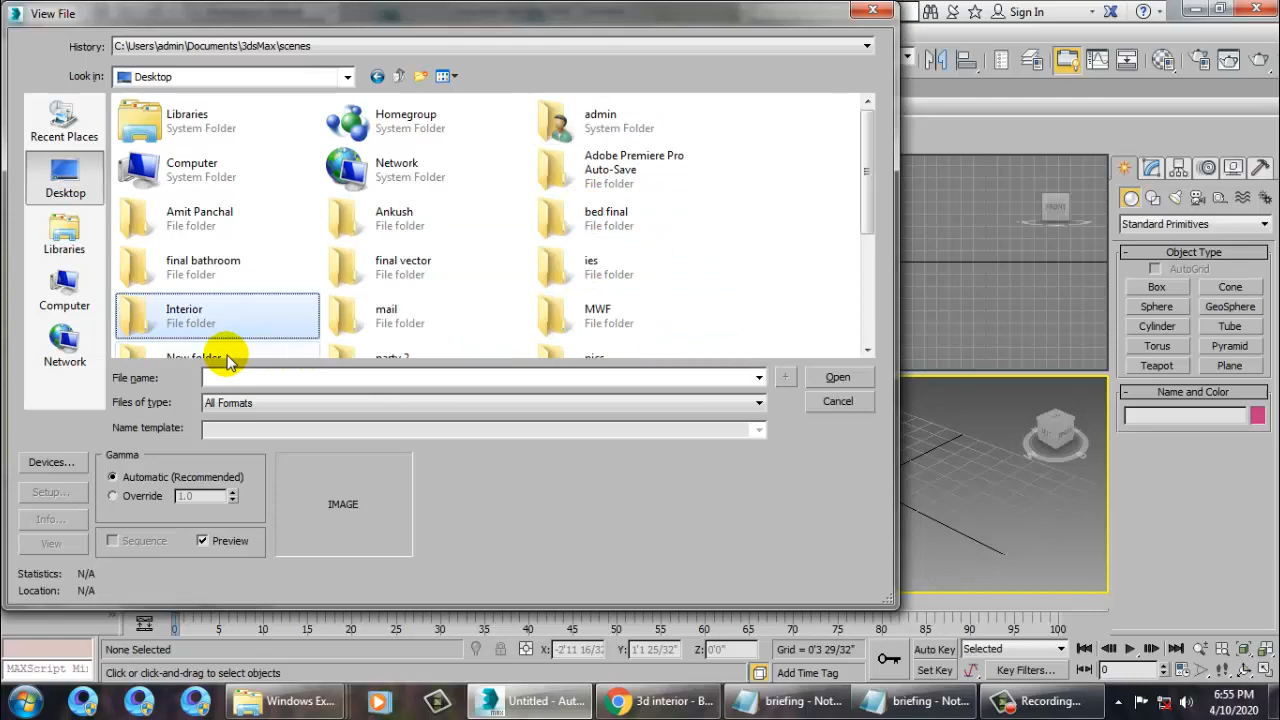 View File
Sign In
History:
C:\Users\admin\Documents\3dsMax\scenes
Look in:
Desktop
Recent Places
Desktop
Libraries
Computer
Network
Libraries
System Folder
Homegroup
System Folder
admin
System Folder
Computer
System Folder
Network
System Folder
Adobe Premiere Pro
Auto-Save
File folder
Amit Panchal
File folder
Ankush
File folder
bed final
File folder
final bathroom
File folder
final vector
File folder
ies
File folder
Interior
File folder
mail
File folder
MWF
File folder
New folder
party 2
pics
File name:
Open
Files of type:
All Formats
Cancel
Name template:
Devices...
Setup...
Info...
View
Gamma
Automatic (Recommended)
Override
1.0
Sequence
Preview
IMAGE
Statistics: N/A
Location: N/A
FRONT
Standard Primitives
- Object Type
AutoGrid
Box
Cone
Sphere
GeoSphere
Cylinder
Tube
Torus
Pyramid
Teapot
Plane
- Name and Color
0 5 10 15 20 25 30 35 40 45 50 55 60 65 70 75 80 85 90 95 100
None Selected
X: -2'11 16/32
Y: 1'1 25/32"
Z: 0'0"
Grid = 0'3 29/32"
Auto Key
Selected
MAXScript Mi
Click or click-and-drag to select objects
Add Time Tag
Set Key
Key Filters...
0
Windows Ex...
MAX
Untitled - Aut...
3d interior - B...
briefing - Not...
briefing - Not...
Recording...
6:55 PM
4/10/2020